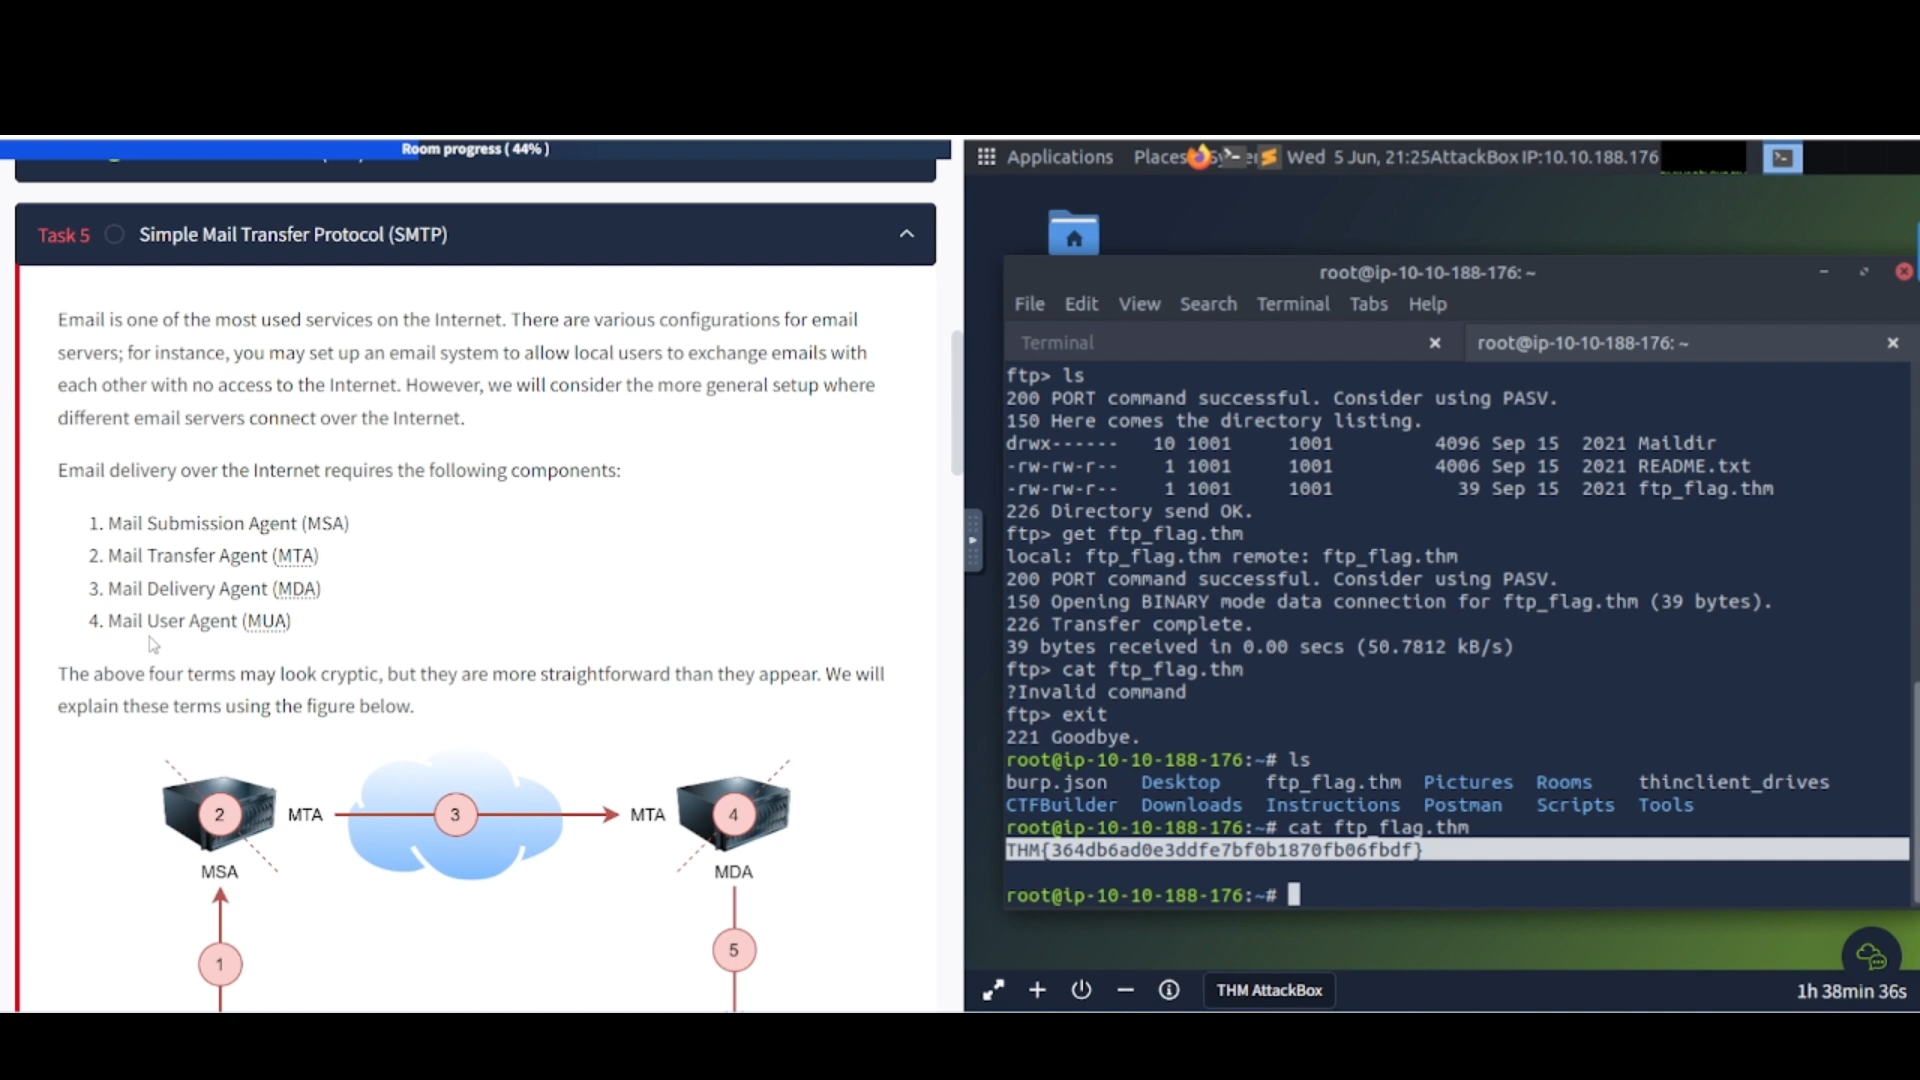 Room progress ( 44% )
Task 5 Simple Mail Transfer Protocol (SMTP)
Email is one of the most used services on the Internet. There are various configurations for email
servers; for instance, you may set up an email system to allow local users to exchange emails with
each other with no access to the Internet. However, we will consider the more general setup where
different email servers connect over the Internet.
Email delivery over the Internet requires the following components:
1. Mail Submission Agent (MSA)
2. Mail Transfer Agent (MTA)
3. Mail Delivery Agent (MDA)
4. Mail User Agent (MUA)
The above four terms may look cryptic, but they are more straightforward than they appear. We will
explain these terms using the figure below.
2 MTA 3 MTA 4
MSA MDA
5
1
Applications Places Wed 5 Jun, 21:25 AttackBox IP:10.10.188.176
root@ip-10-10-188-176: ~
File Edit View Search Terminal Tabs Help
Terminal root@ip-10-10-188-176: ~
ftp> ls
200 PORT command successful. Consider using PASV.
150 Here comes the directory listing.
drwx------ 10 1001 1001 4096 Sep 15 2021 Maildir
-rw-rw-r-- 1 1001 1001 4006 Sep 15 2021 README.txt
-rw-rw-r-- 1 1001 1001 39 Sep 15 2021 ftp_flag.thm
226 Directory send OK.
ftp> get ftp_flag.thm
local: ftp_flag.thm remote: ftp_flag.thm
200 PORT command successful. Consider using PASV.
150 Opening BINARY mode data connection for ftp_flag.thm (39 bytes).
226 Transfer complete.
39 bytes received in 0.00 secs (50.7812 kB/s)
ftp> cat ftp_flag.thm
?Invalid command
ftp> exit
221 Goodbye.
root@ip-10-10-188-176:~# ls
burp.json Desktop ftp_flag.thm Pictures Rooms thinclient_drives
CTFBuilder Downloads Instructions Postman Scripts Tools
root@ip-10-10-188-176:~# cat ftp_flag.thm
THM{364db6ad0e3ddfe7bf0b1870fb06fbdf}
root@ip-10-10-188-176:~#
THM AttackBox
1h 38min 36s